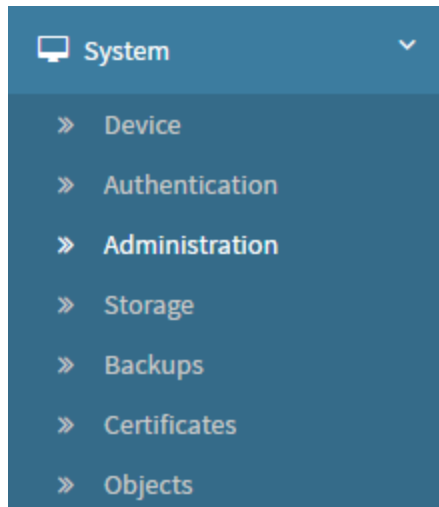 System
Device
Authentication
Administration
Storage
Backups
Certificates
Objects